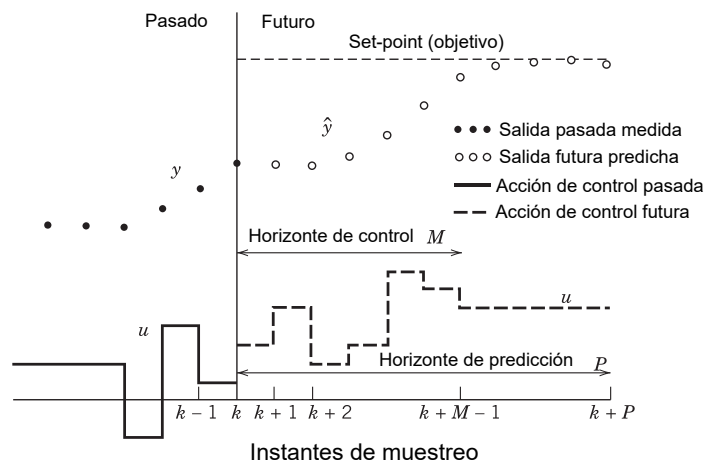 Pasado
Futuro
Set-point (objetivo)
ŷ
Salida pasada medida
y
Salida futura predicha
Acción de control pasada
Acción de control futura
Horizonte de control M
u
u
Horizonte de predicción P
k − 1 k k + 1 k + 2 k + M − 1 k + P
Instantes de muestreo